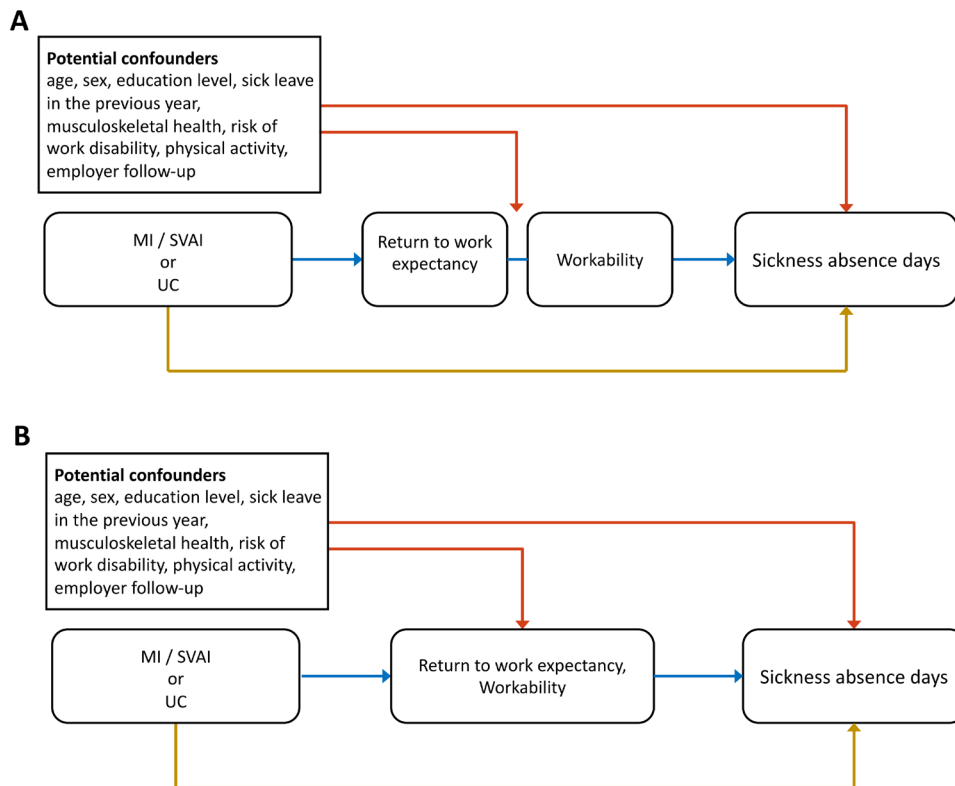 A
Potential confounders
age, sex, education level, sick leave
in the previous year,
musculoskeletal health, risk of
work disability, physical activity,
employer follow-up
MI / SVAI
or
UC
Return to work
expectancy
Workability
Sickness absence days
B
Potential confounders
age, sex, education level, sick leave
in the previous year,
musculoskeletal health, risk of
work disability, physical activity,
employer follow-up
MI / SVAI
or
UC
Return to work expectancy,
Workability
Sickness absence days